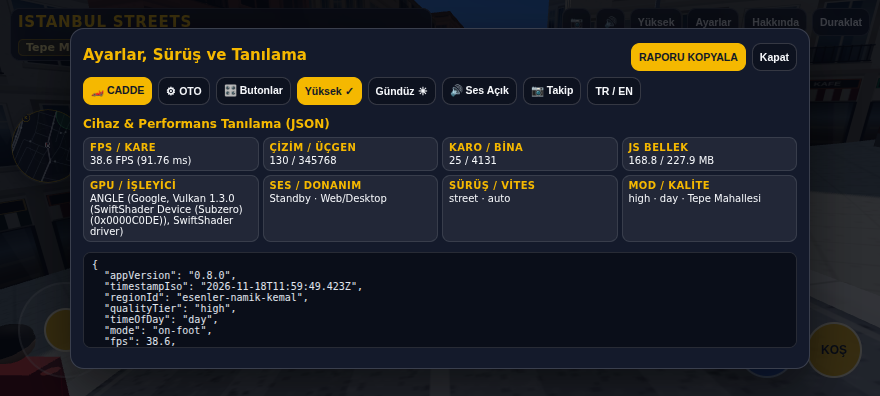 ISTANBUL STREETS
Yüksek
Ayarlar
Hakkında
Duraklat
Tepe M
Ayarlar, Sürüş ve Tanılama
RAPORU KOPYALA
Kapat
CADDE
OTO
Butonlar
Yüksek ✓
Gündüz ☀
Ses Açık
Takip
TR / EN
Cihaz & Performans Tanılama (JSON)
FPS / KARE
38.6 FPS (91.76 ms)
ÇİZİM / ÜÇGEN
130 / 345768
KARO / BİNA
25 / 4131
JS BELLEK
168.8 / 227.9 MB
GPU / İŞLEYİCİ
ANGLE (Google, Vulkan 1.3.0
(SwiftShader Device (Subzero)
(0x0000C0DE)), SwiftShader
driver)
SES / DONANIM
Standby · Web/Desktop
SÜRÜŞ / VİTES
street · auto
MOD / KALİTE
high · day · Tepe Mahallesi
{
"appVersion": "0.8.0",
"timestampIso": "2026-11-18T11:59:49.423Z",
"regionId": "esenler-namik-kemal",
"qualityTier": "high",
"timeOfDay": "day",
"mode": "on-foot",
"fps": 38.6,
KOŞ